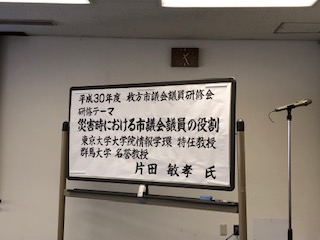 平成30年度 枚方市議会議員研修会
研修テーマ
災害時における市議会議員の役割
東京大学大学院情報学環 特任教授
群馬大学 名誉教授
片田 敏孝 氏